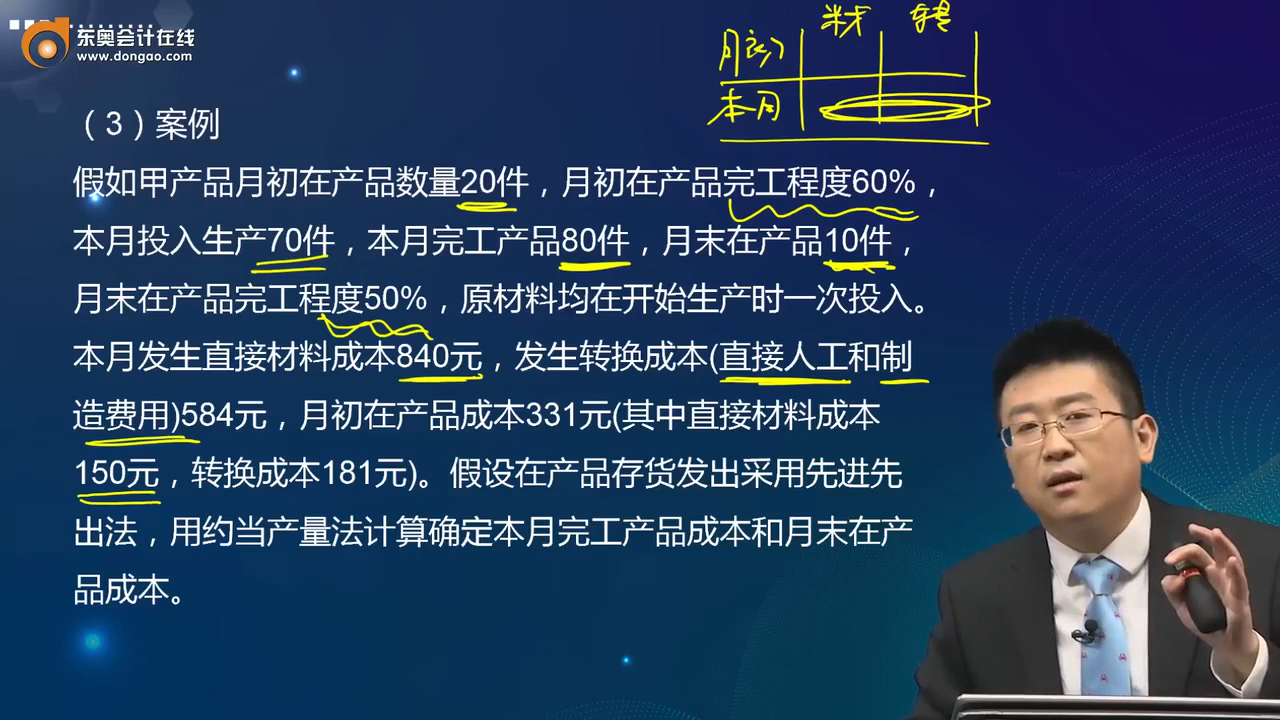 东奥会计在线
www.dongao.com
材 转
月初
本月
（3）案例
假如甲产品月初在产品数量20件，月初在产品完工程度60%，
本月投入生产70件，本月完工产品80件，月末在产品10件，
月末在产品完工程度50%，原材料均在开始生产时一次投入。
本月发生直接材料成本840元，发生转换成本(直接人工和制
造费用)584元，月初在产品成本331元(其中直接材料成本
150元，转换成本181元)。假设在产品存货发出采用先进先
出法，用约当产量法计算确定本月完工产品成本和月末在产
品成本。